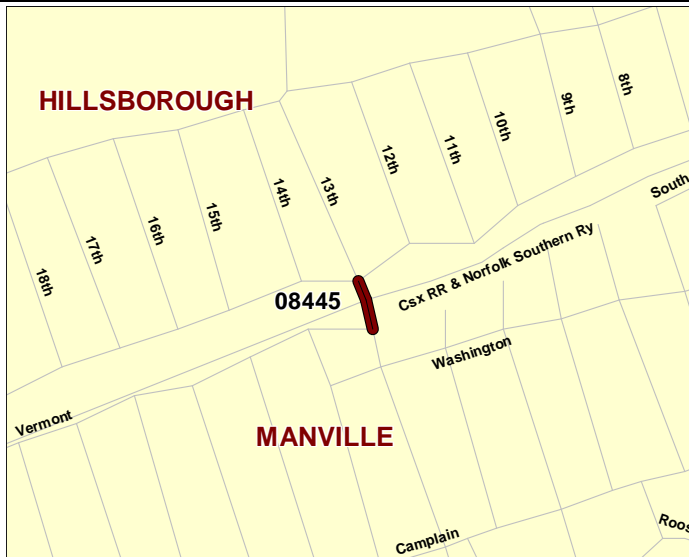 HILLSBOROUGH
8th
9th
10th
11th
12th
13th
14th
15th
16th
17th
18th
South
Csx RR & Norfolk Southern Ry
08445
Washington
Vermont
MANVILLE
Camplain
Roos